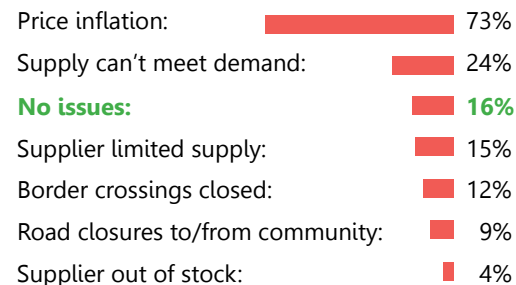 Price inflation: 73%
Supply can’t meet demand: 24%
No issues: 16%
Supplier limited supply: 15%
Border crossings closed: 12%
Road closures to/from community: 9%
Supplier out of stock: 4%